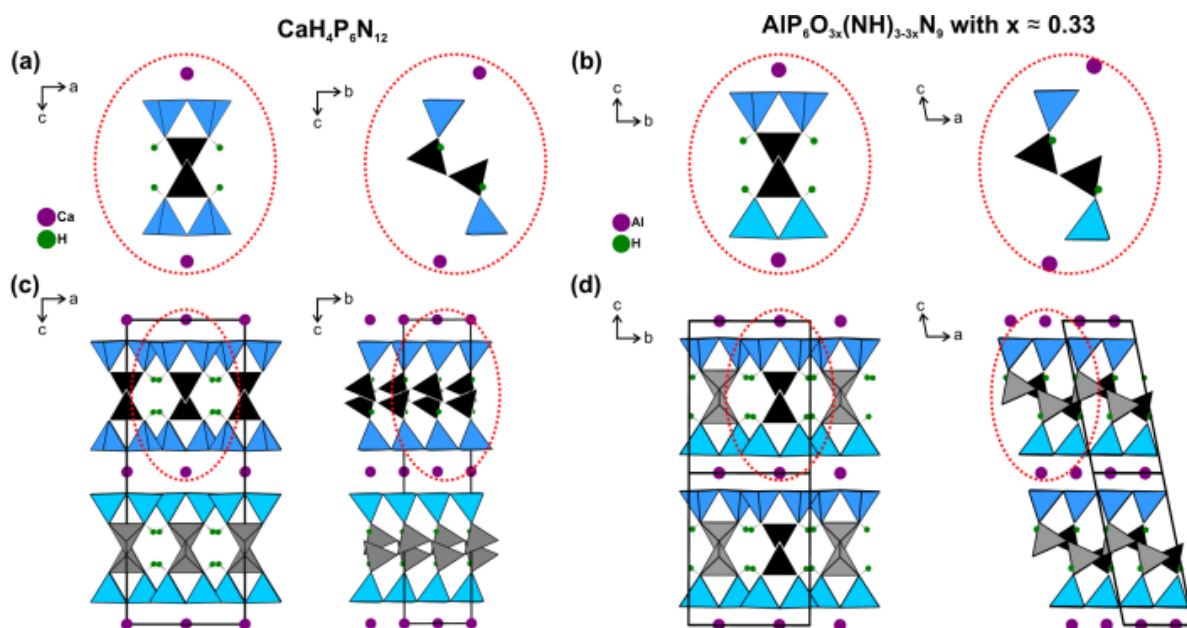 CaH₄P₆N₁₂
AlP₆O₃ₓ(NH)₃₋₃ₓN₉ with x ≈ 0.33
(a)
a
c
b
c
Ca
H
(b)
c
b
c
a
Al
H
(c)
a
c
b
c
(d)
c
b
c
a